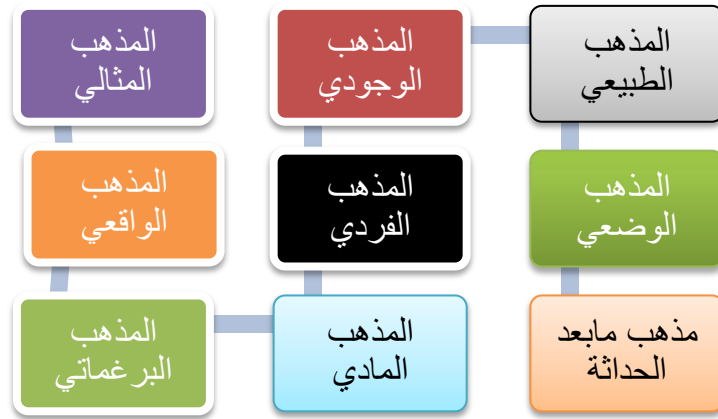 المذهب
المثالي
المذهب
الواقعي
المذهب
البرغماتي
المذهب
المادي
المذهب
الفردي
المذهب
الوجودي
المذهب
الطبيعي
المذهب
الوضعي
مذهب مابعد
الحداثة